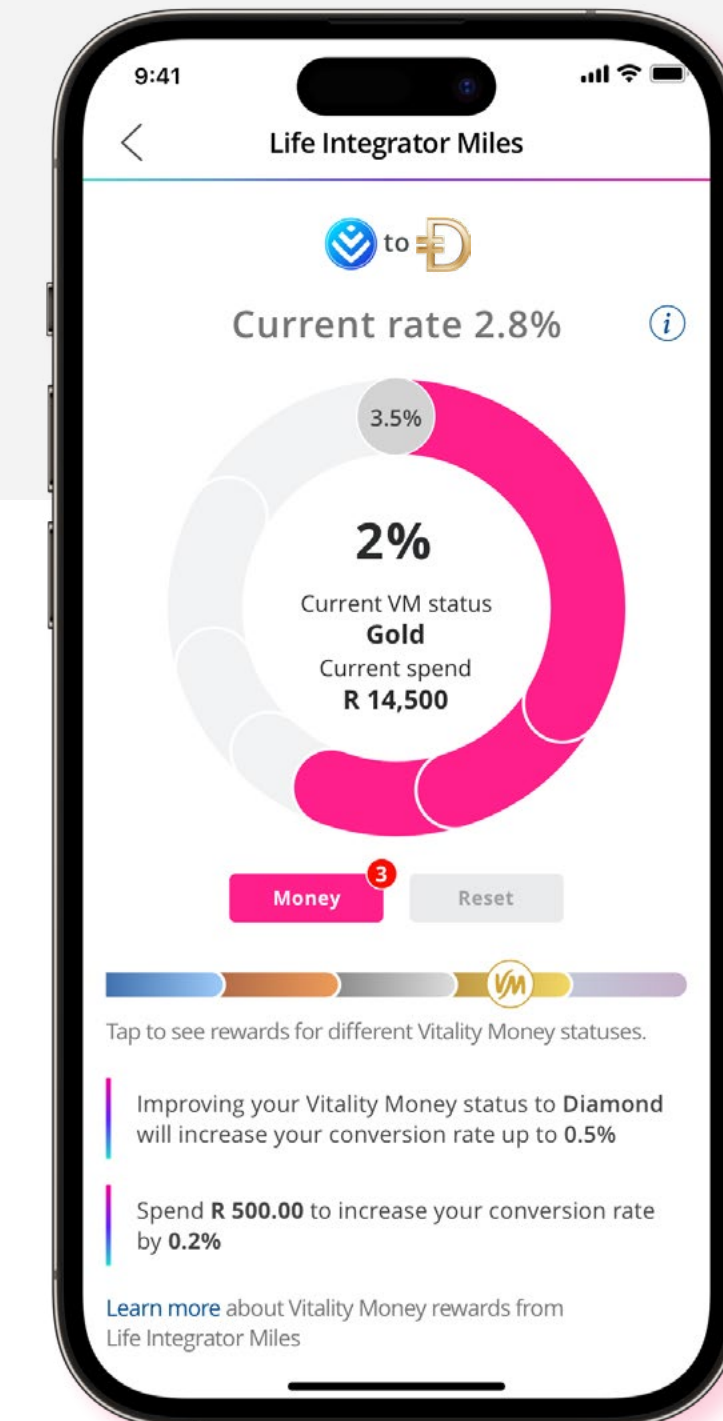 9:41
Life Integrator Miles
to
Current rate 2.8%
i
3.5%
2%
Current VM status
Gold
Current spend
R 14,500
3
Money
Reset
VM
Tap to see rewards for different Vitality Money statuses.
Improving your Vitality Money status to Diamond
will increase your conversion rate up to 0.5%
Spend R 500.00 to increase your conversion rate
by 0.2%
Learn more about Vitality Money rewards from
Life Integrator Miles